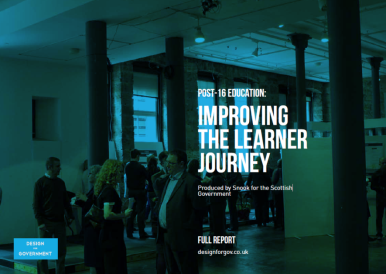 POST-16 EDUCATION:
IMPROVING
THE LEARNER
JOURNEY
Produced by Snook for the Scottish
Government
FULL REPORT
designforgov.co.uk
DESIGN
FOR
GOVERNMENT